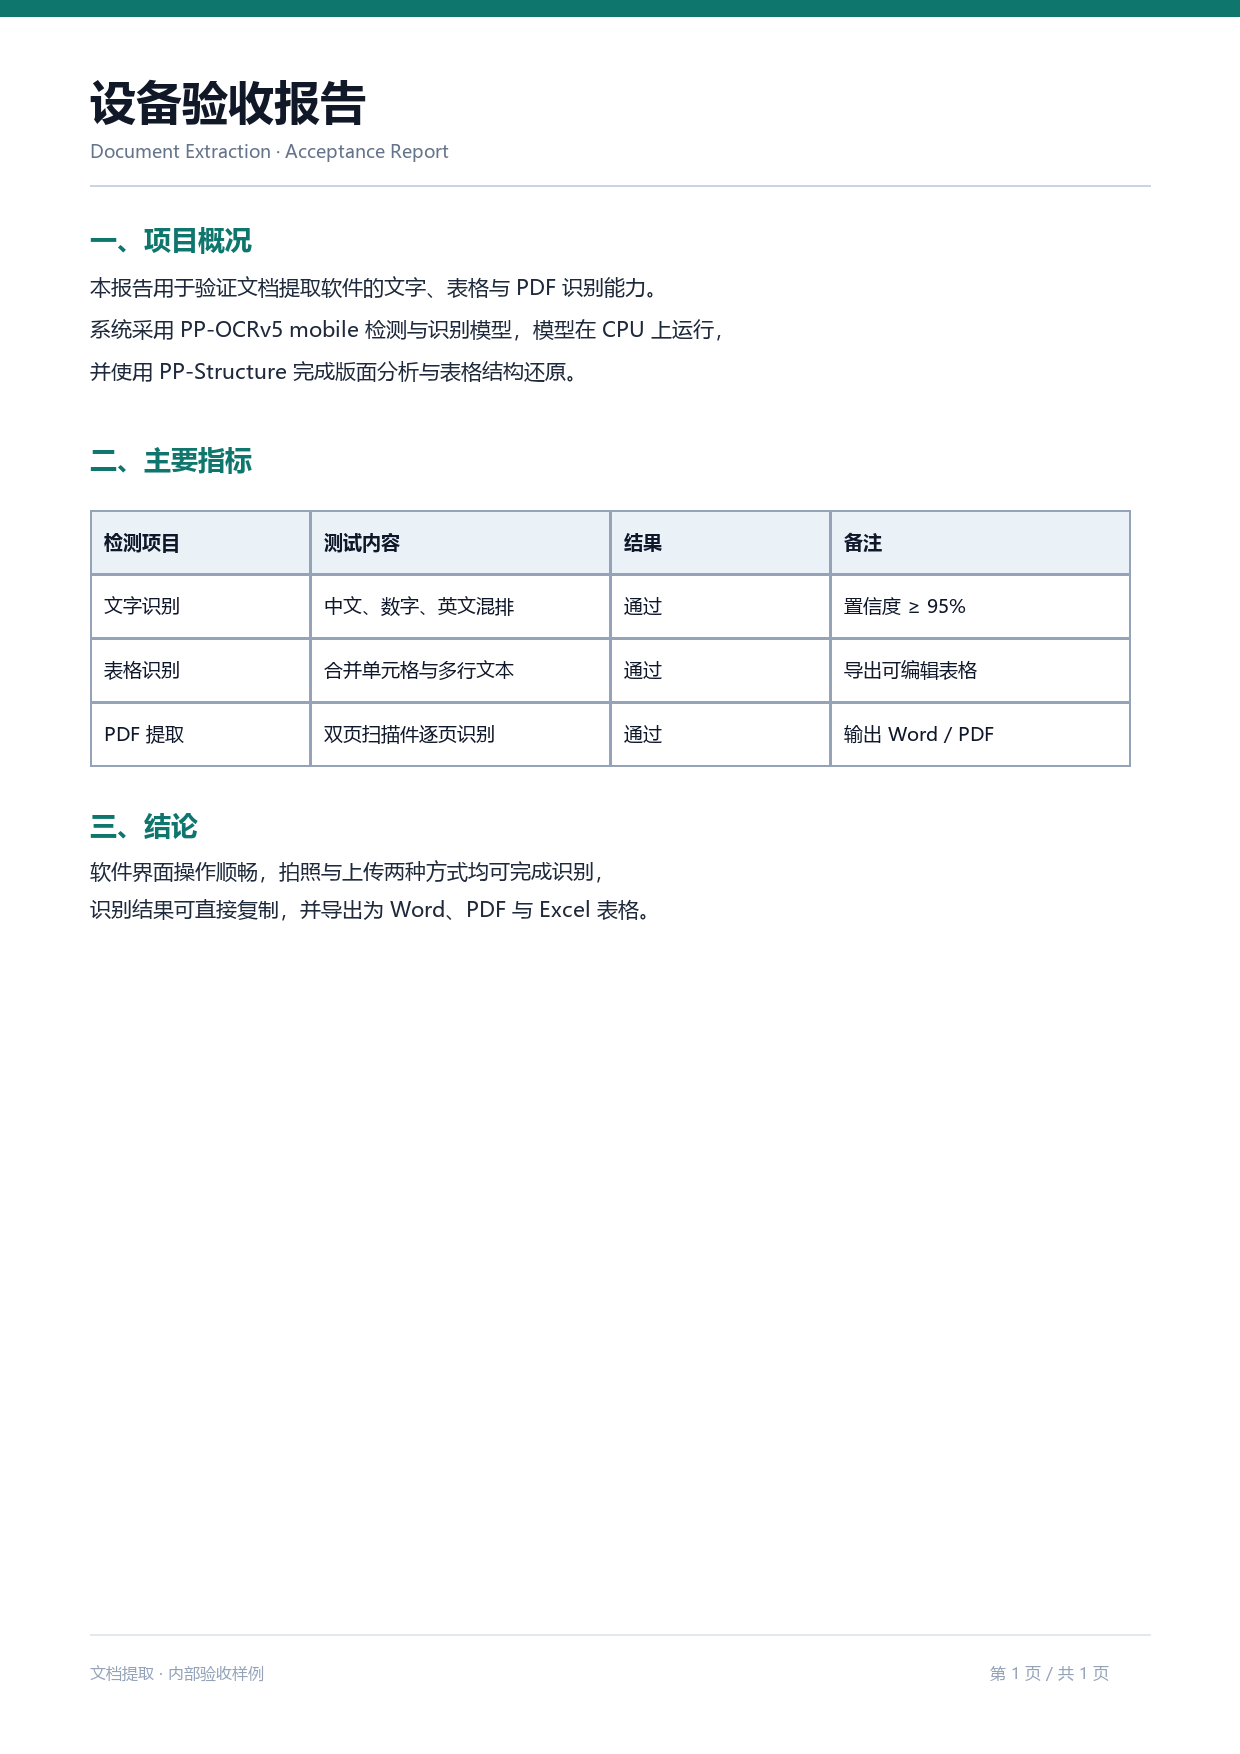 设备验收报告
Document Extraction · Acceptance Report
一、项目概况
本报告用于验证文档提取软件的文字、表格与 PDF 识别能力。
系统采用 PP-OCRv5 mobile 检测与识别模型，模型在 CPU 上运行，
并使用 PP-Structure 完成版面分析与表格结构还原。
二、主要指标
检测项目 测试内容 结果 备注
文字识别 中文、数字、英文混排 通过 置信度 ≥ 95%
表格识别 合并单元格与多行文本 通过 导出可编辑表格
PDF 提取 双页扫描件逐页识别 通过 输出 Word / PDF
三、结论
软件界面操作顺畅，拍照与上传两种方式均可完成识别，
识别结果可直接复制，并导出为 Word、PDF 与 Excel 表格。
文档提取 · 内部验收样例 第 1 页 / 共 1 页